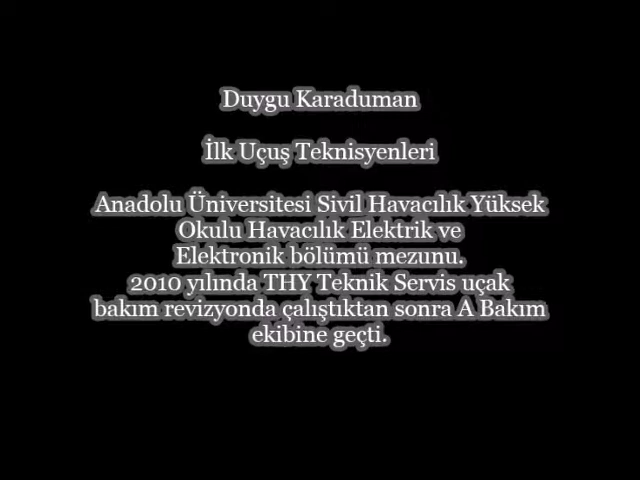 Duygu Karaduman
İlk Uçuş Teknisyenleri
Anadolu Üniversitesi Sivil Havacılık Yüksek
Okulu Havacılık Elektrik ve
Elektronik bölümü mezunu.
2010 yılında THY Teknik Servis uçak
bakım revizyonda çalıştıktan sonra A Bakım
ekibine geçti.